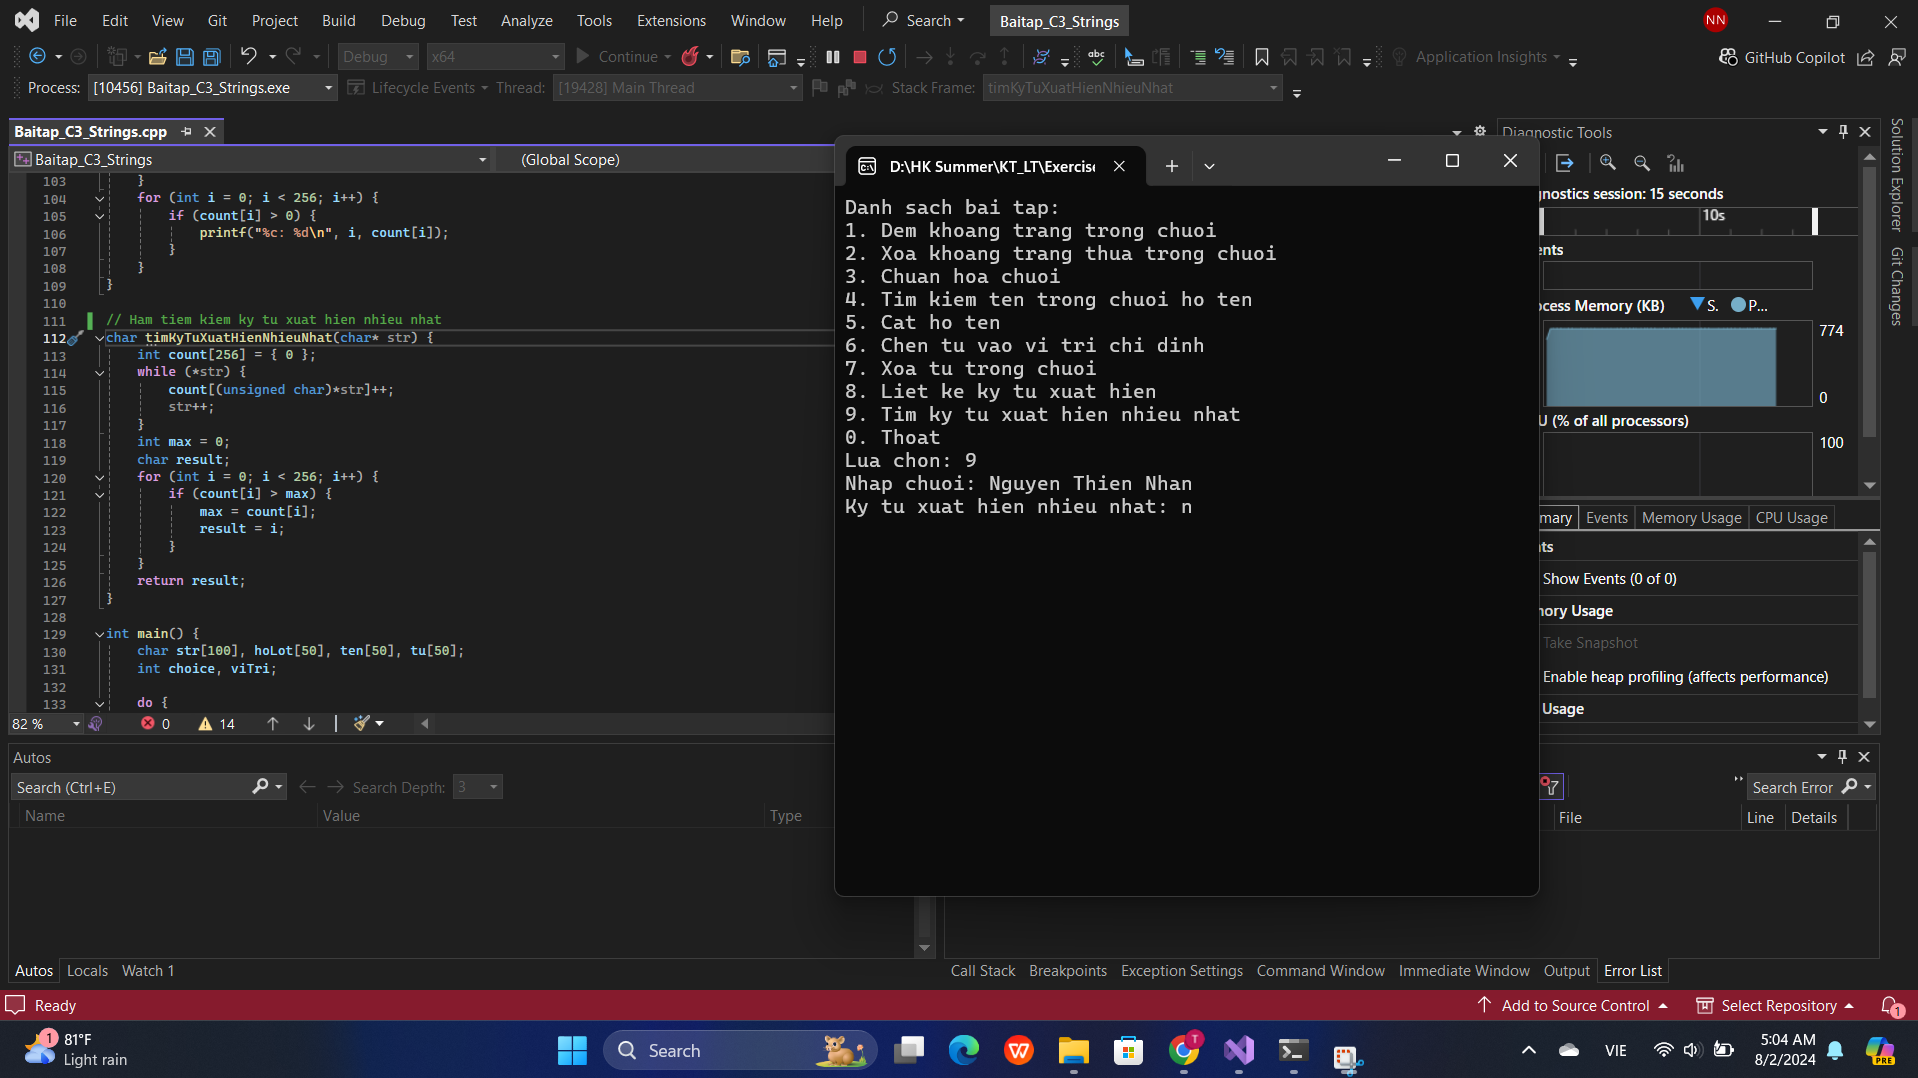 File Edit View Git Project Build Debug Test Analyze Tools Extensions Window Help Search Baitap_C3_Strings NN
Debug x64 Continue Application Insights GitHub Copilot
Process: [10456] Baitap_C3_Strings.exe Lifecycle Events Thread: [19428] Main Thread Stack Frame: timKyTuXuatHienNhieuNhat
Baitap_C3_Strings.cpp
Baitap_C3_Strings (Global Scope)
103 }
104 for (int i = 0; i < 256; i++) {
105 if (count[i] > 0) {
106 printf("%c: %d\n", i, count[i]);
107 }
108 }
109 }
110
111 // Ham tiem kiem ky tu xuat hien nhieu nhat
112 char timKyTuXuatHienNhieuNhat(char* str) {
113 int count[256] = { 0 };
114 while (*str) {
115 count[(unsigned char)*str]++;
116 str++;
117 }
118 int max = 0;
119 char result;
120 for (int i = 0; i < 256; i++) {
121 if (count[i] > max) {
122 max = count[i];
123 result = i;
124 }
125 }
126 return result;
127 }
128
129 int main() {
130 char str[100], hoLot[50], ten[50], tu[50];
131 int choice, viTri;
132
133 do {
82 % 0 14
D:\HK Summer\KT_LT\Exercise
Danh sach bai tap:
1. Dem khoang trang trong chuoi
2. Xoa khoang trang thua trong chuoi
3. Chuan hoa chuoi
4. Tim kiem ten trong chuoi ho ten
5. Cat ho ten
6. Chen tu vao vi tri chi dinh
7. Xoa tu trong chuoi
8. Liet ke ky tu xuat hien
9. Tim ky tu xuat hien nhieu nhat
0. Thoat
Lua chon: 9
Nhap chuoi: Nguyen Thien Nhan
Ky tu xuat hien nhieu nhat: n
Diagnostic Tools
gnostics session: 15 seconds
10s
ents
cess Memory (KB) S. P...
774
0
U (% of all processors)
100
mary Events Memory Usage CPU Usage
nts
Show Events (0 of 0)
mory Usage
Take Snapshot
Enable heap profiling (affects performance)
Usage
Solution Explorer
Git Changes
Autos
Search (Ctrl+E) Search Depth: 3
Name Value Type
Search Error
File Line Details
Autos Locals Watch 1
Call Stack Breakpoints Exception Settings Command Window Immediate Window Output Error List
Ready Add to Source Control Select Repository 1
1 81°F
Light rain
Search
T
VIE
5:04 AM
8/2/2024
PRE